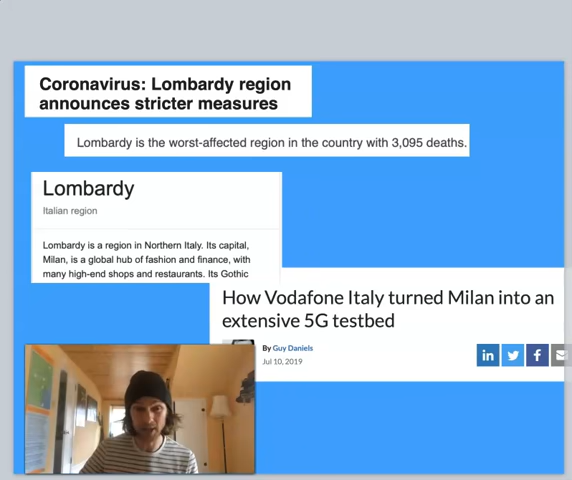 Coronavirus: Lombardy region
announces stricter measures
Lombardy is the worst-affected region in the country with 3,095 deaths.
Lombardy
Italian region
Lombardy is a region in Northern Italy. Its capital,
Milan, is a global hub of fashion and finance, with
many high-end shops and restaurants. Its Gothic
How Vodafone Italy turned Milan into an
extensive 5G testbed
By Guy Daniels
Jul 10, 2019
in
f